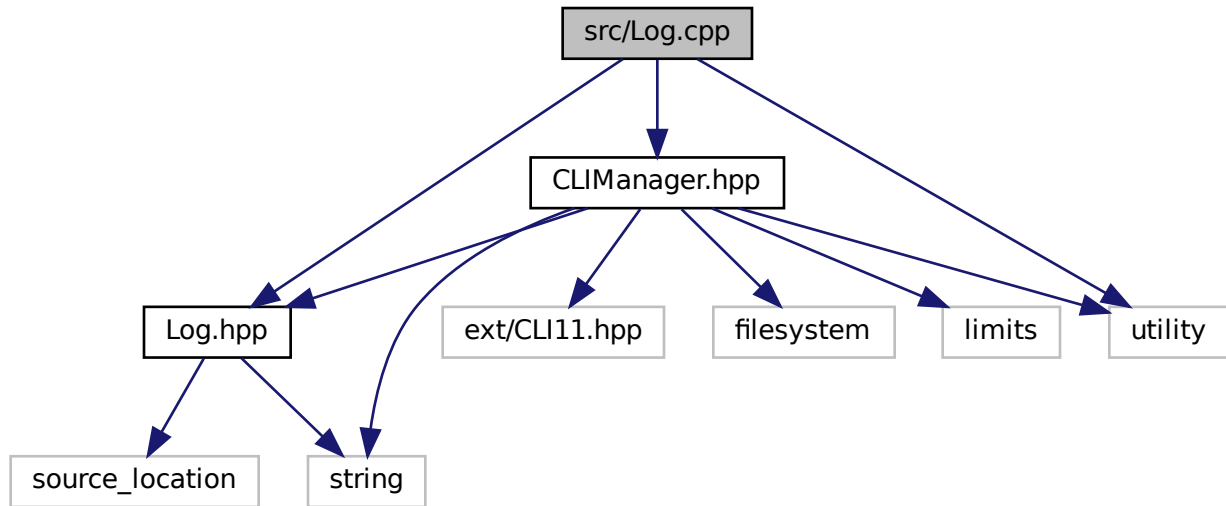 src/Log.cpp
CLIManager.hpp
Log.hpp
ext/CLI11.hpp
filesystem
limits
utility
source_location
string